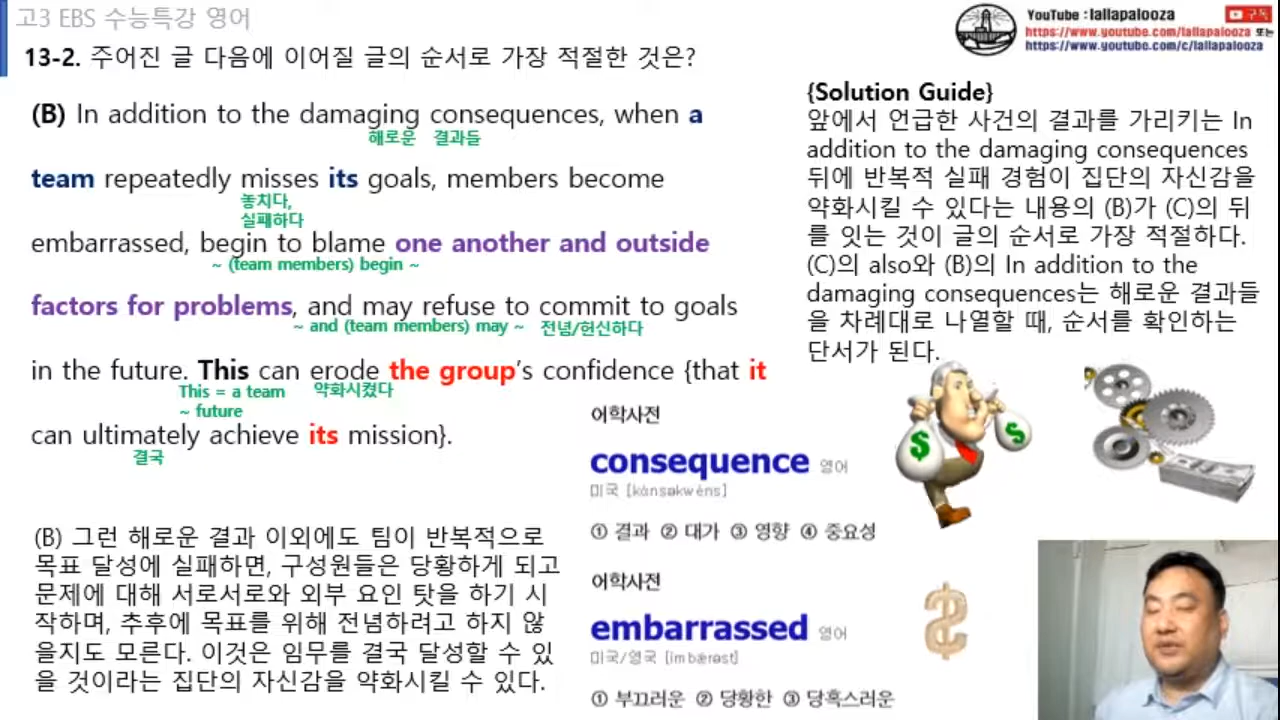 고3 EBS 수능특강 영어
YouTube : lallapalooza
구독
https://www.youtube.com/lallapalooza 또는
https://www.youtube.com/c/lallapalooza
13-2. 주어진 글 다음에 이어질 글의 순서로 가장 적절한 것은?
(B) In addition to the damaging consequences, when a
해로운 결과들
team repeatedly misses its goals, members become
놓치다,
실패하다
embarrassed, begin to blame one another and outside
~ (team members) begin ~
factors for problems, and may refuse to commit to goals
~ and (team members) may ~ 전념/헌신하다
in the future. This can erode the group's confidence {that it
This = a team 약화시켰다
~ future
can ultimately achieve its mission}.
결국
(B) 그런 해로운 결과 이외에도 팀이 반복적으로
목표 달성에 실패하면, 구성원들은 당황하게 되고
문제에 대해 서로서로와 외부 요인 탓을 하기 시
작하며, 추후에 목표를 위해 전념하려고 하지 않
을지도 모른다. 이것은 임무를 결국 달성할 수 있
을 것이라는 집단의 자신감을 약화시킬 수 있다.
{Solution Guide}
앞에서 언급한 사건의 결과를 가리키는 In
addition to the damaging consequences
뒤에 반복적 실패 경험이 집단의 자신감을
약화시킬 수 있다는 내용의 (B)가 (C)의 뒤
를 잇는 것이 글의 순서로 가장 적절하다.
(C)의 also와 (B)의 In addition to the
damaging consequences는 해로운 결과들
을 차례대로 나열할 때, 순서를 확인하는
단서가 된다.
어학사전
consequence 영어
미국 [kɑ́nsəkwèns]
① 결과 ② 대가 ③ 영향 ④ 중요성
어학사전
embarrassed 영어
미국/영국 [imbǽrəst]
① 부끄러운 ② 당황한 ③ 당혹스러운
$
$
$